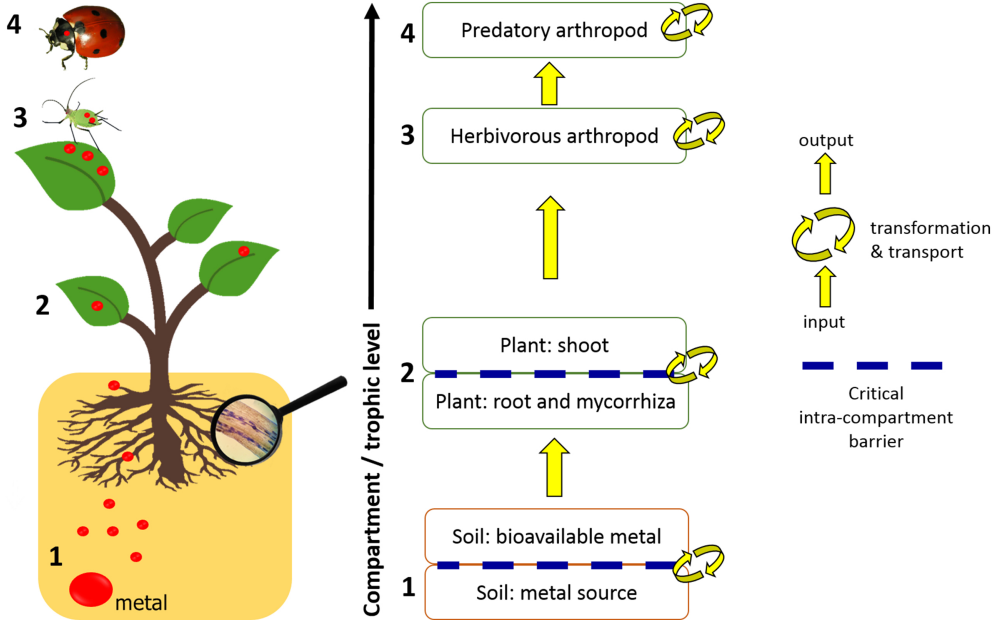 4
3
2
1
metal
Compartment / trophic level
4
Predatory arthropod
3
Herbivorous arthropod
2
Plant: shoot
Plant: root and mycorrhiza
1
Soil: bioavailable metal
Soil: metal source
output
transformation
& transport
input
Critical
intra-compartment
barrier